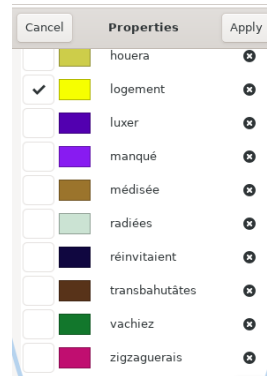 Cancel Properties Apply
houera
logement
luxer
manqué
médisée
radiées
réinvitaient
transbahutâtes
vachiez
zigzaguerais